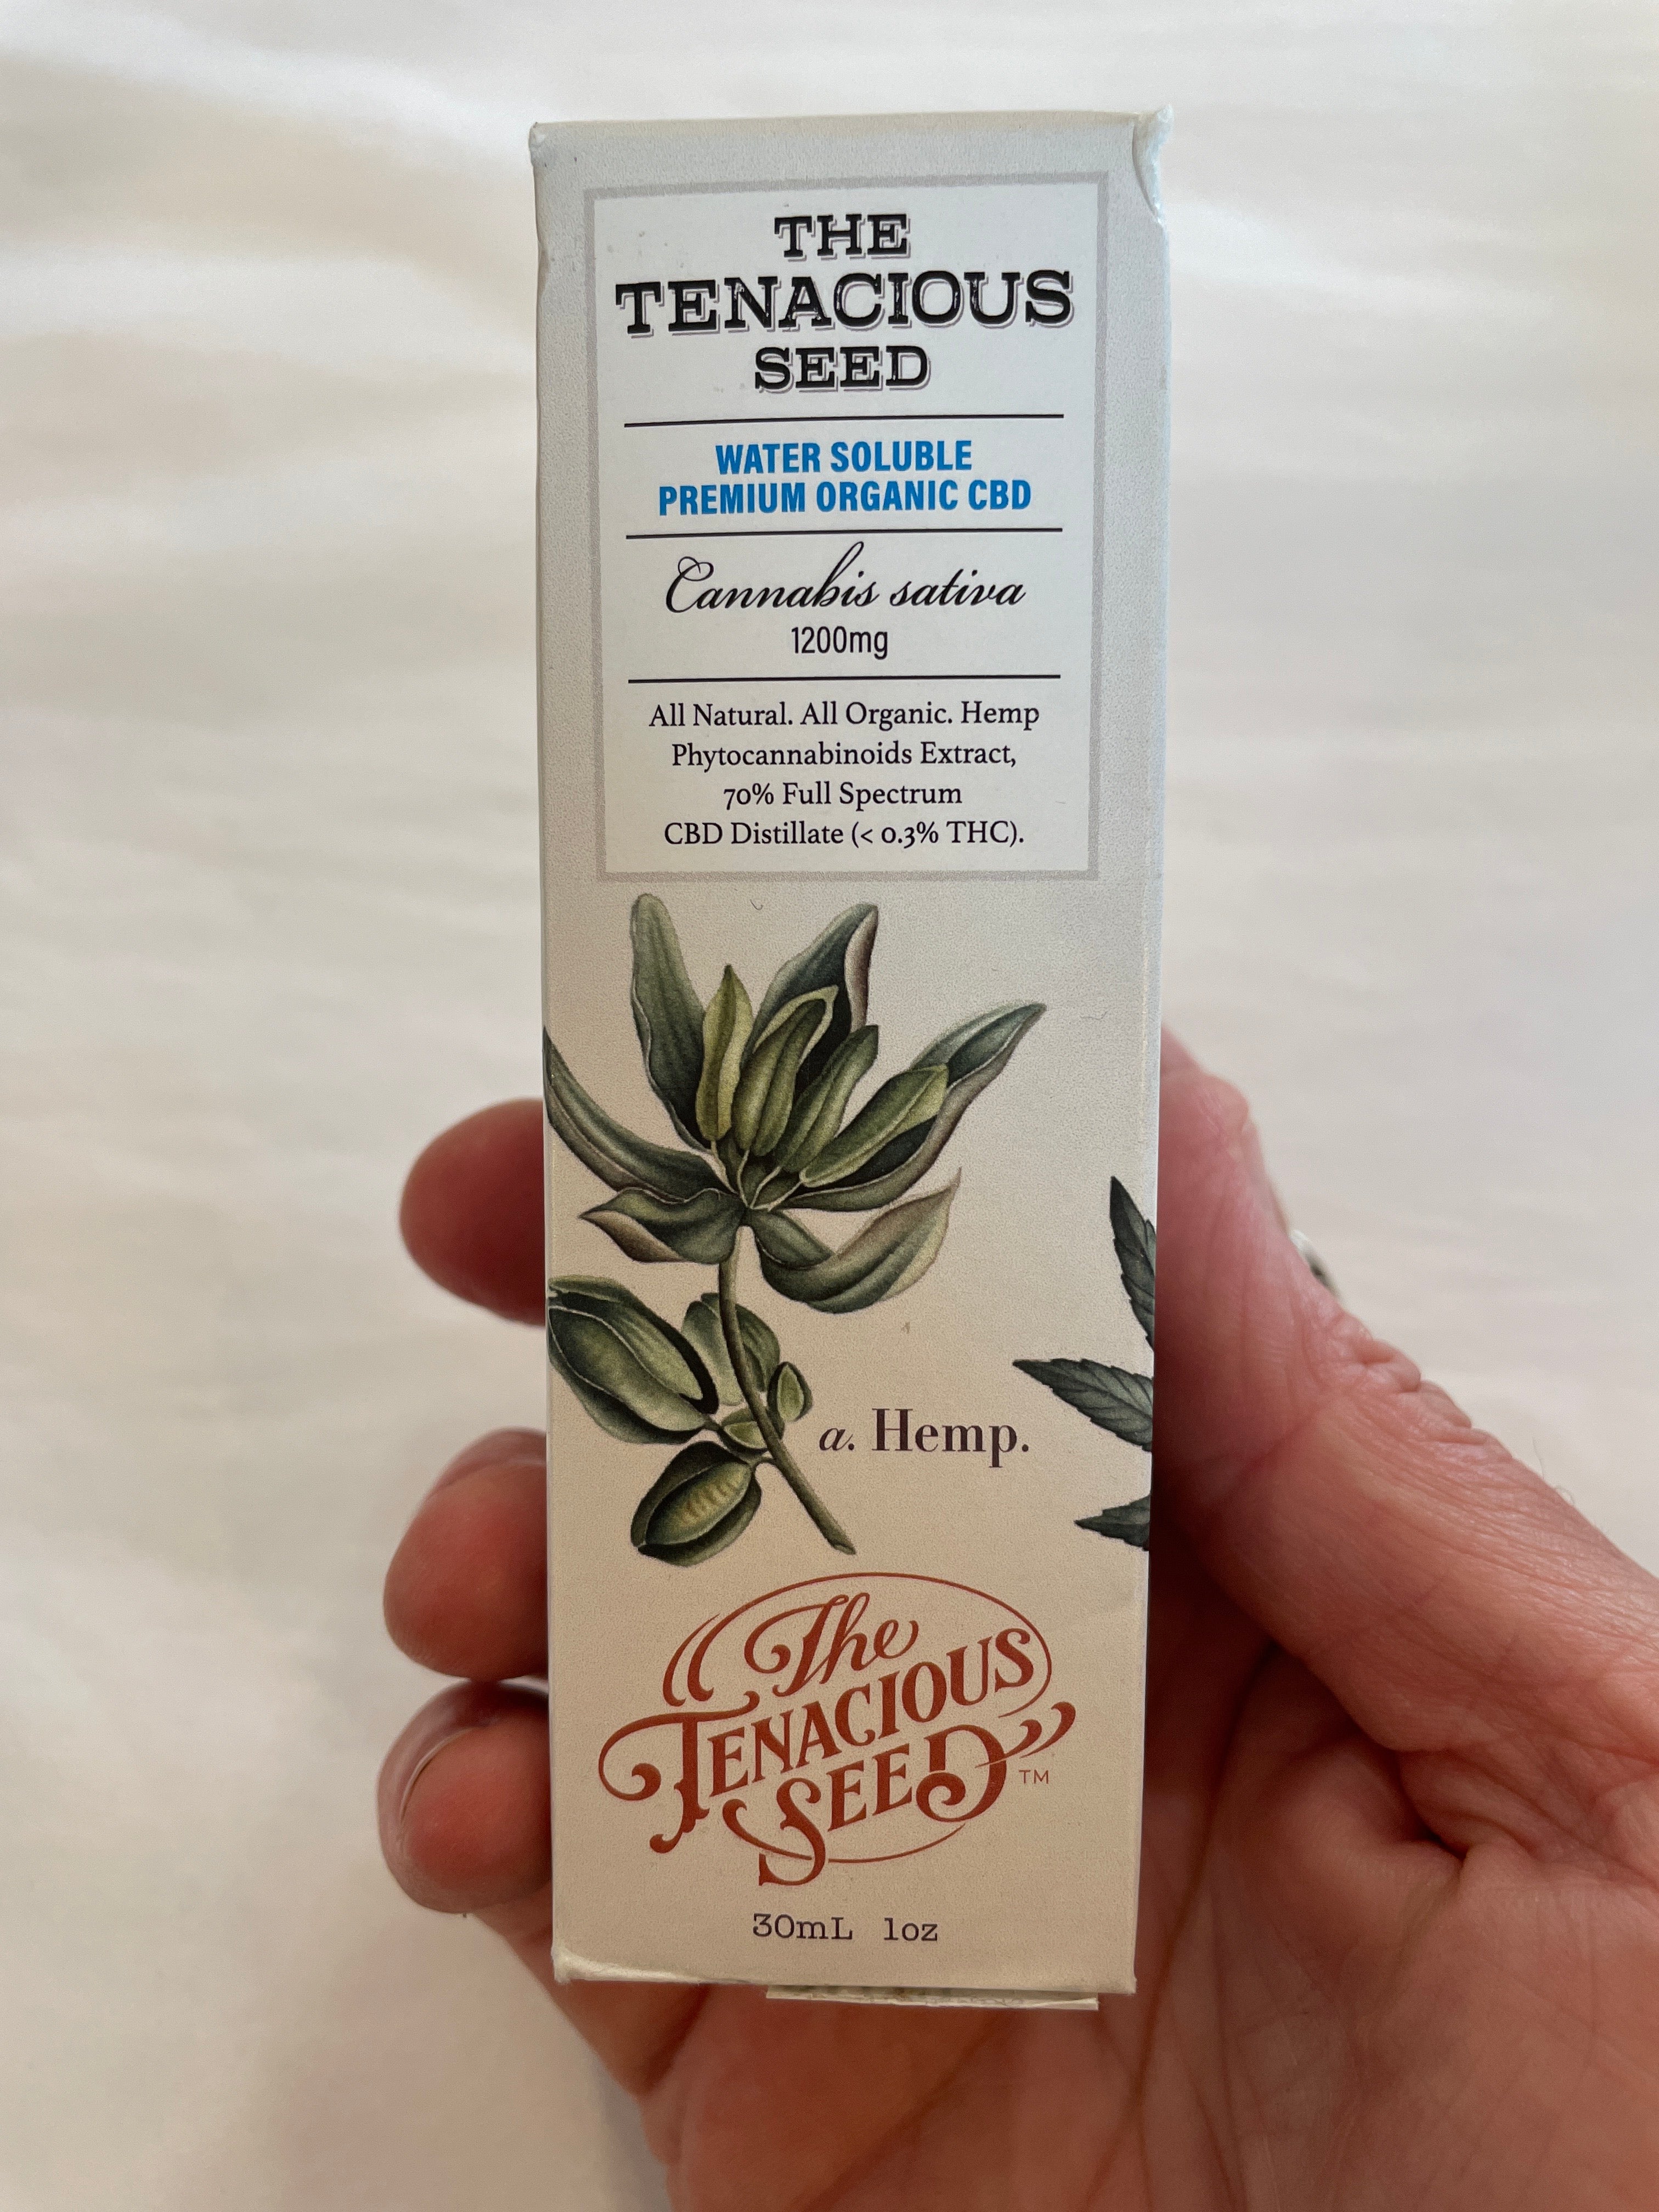 THE
TENACIOUS
SEED
WATER SOLUBLE
PREMIUM ORGANIC CBD
Cannabis sativa
1200mg
All Natural. All Organic. Hemp
Phytocannabinoids Extract,
70% Full Spectrum
CBD Distillate (< 0.3% THC).
a. Hemp.
The
TENACIOUS
SEED™
30mL 1oz